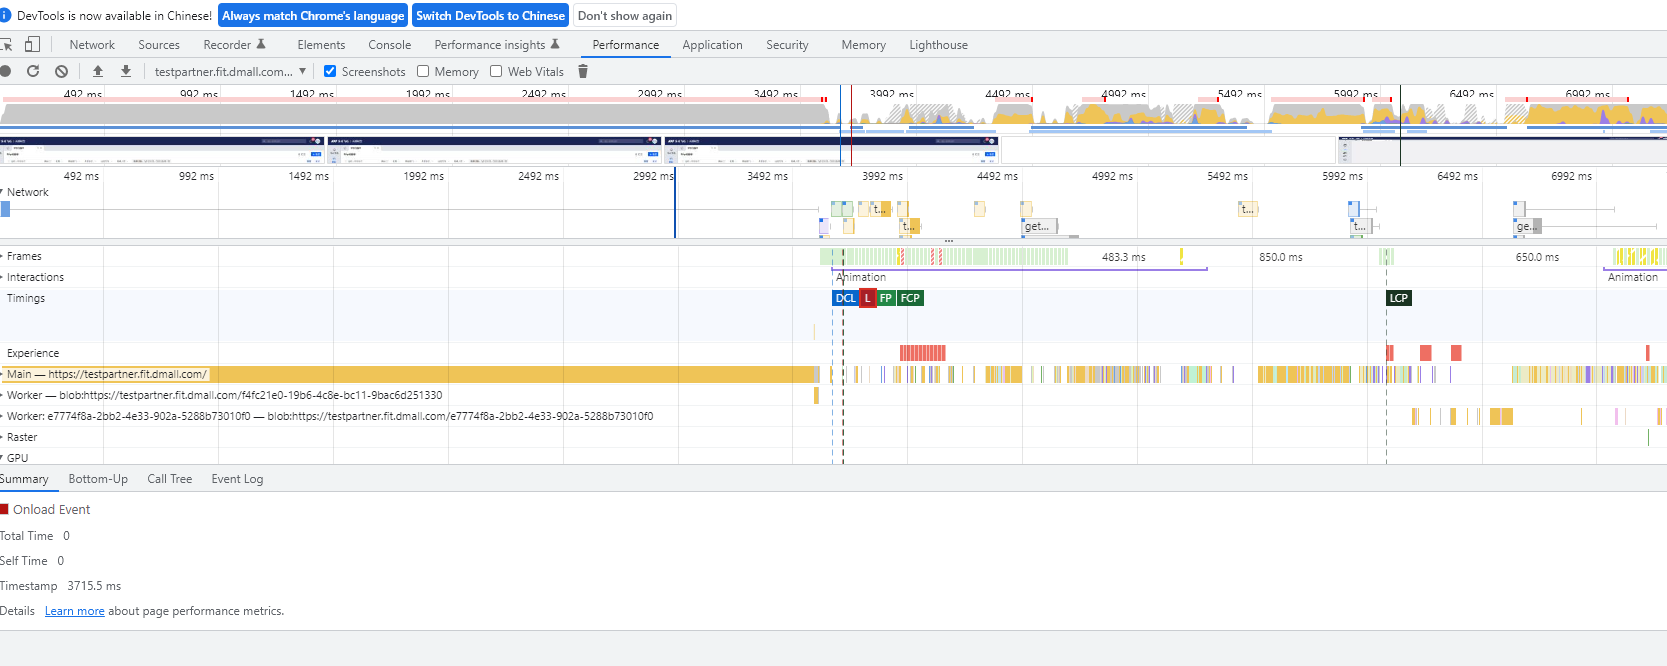 DevTools is now available in Chinese! Always match Chrome's language Switch DevTools to Chinese Don't show again
Network Sources Recorder Elements Console Performance insights Performance Application Security Memory Lighthouse
testpartner.fit.dmall.com... Screenshots Memory Web Vitals
492 ms 992 ms 1492 ms 1992 ms 2492 ms 2992 ms 3492 ms 3992 ms 4492 ms 4992 ms 5492 ms 5992 ms 6492 ms 6992 ms
492 ms 992 ms 1492 ms 1992 ms 2492 ms 2992 ms 3492 ms 3992 ms 4492 ms 4992 ms 5492 ms 5992 ms 6492 ms 6992 ms
Network
t... t...
t... get... t... ge...
Frames 483.3 ms 850.0 ms 650.0 ms
Interactions Animation Animation
Timings DCL L FP FCP LCP
Experience
Main — https://testpartner.fit.dmall.com/
Worker — blob:https://testpartner.fit.dmall.com/f4fc21e0-19b6-4c8e-bc11-9bac6d251330
Worker: e7774f8a-2bb2-4e33-902a-5288b73010f0 — blob:https://testpartner.fit.dmall.com/e7774f8a-2bb2-4e33-902a-5288b73010f0
Raster
GPU
Summary Bottom-Up Call Tree Event Log
Onload Event
Total Time 0
Self Time 0
Timestamp 3715.5 ms
Details Learn more about page performance metrics.